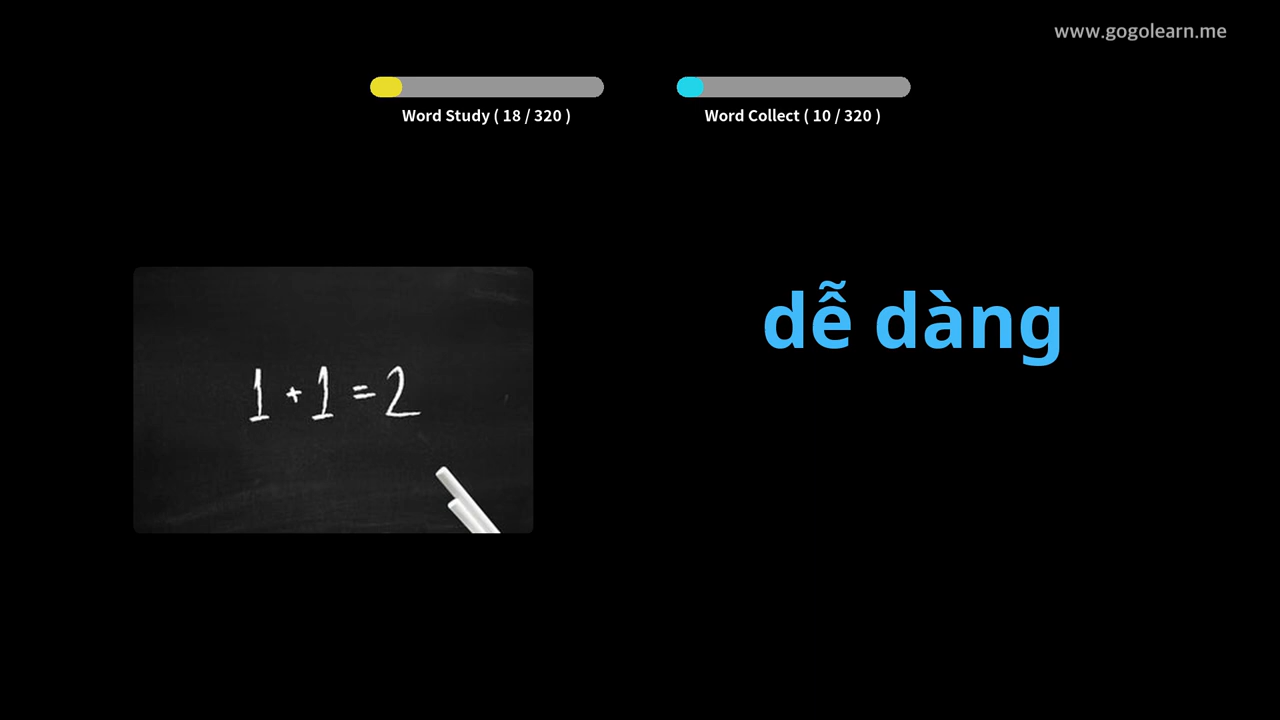 www.gogolearn.me
Word Study ( 18 / 320 )
Word Collect ( 10 / 320 )
dễ dàng
1 + 1 = 2